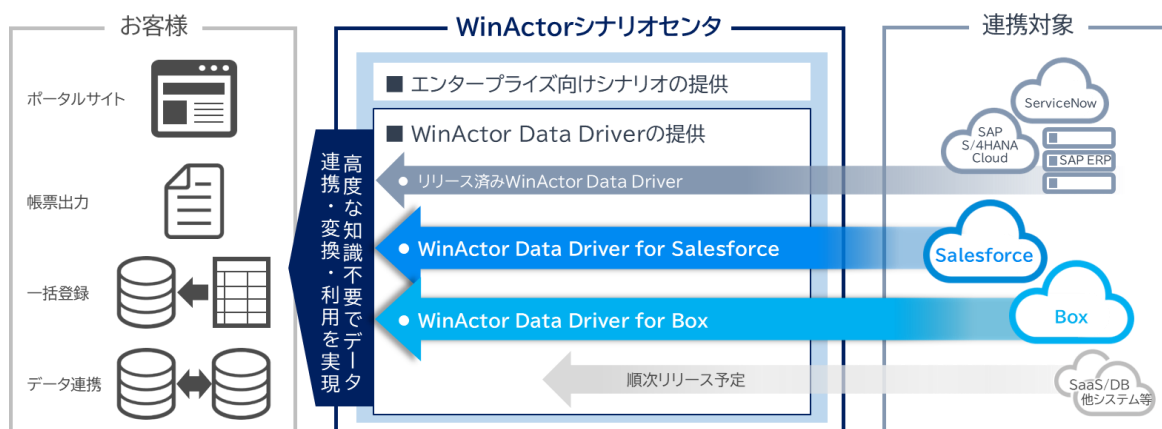 お客様
ポータルサイト
帳票出力
一括登録
データ連携
WinActorシナリオセンタ
■ エンタープライズ向けシナリオの提供
■ WinActor Data Driverの提供
高度な知識不要でデータ
連携・変換・利用を実現
● リリース済みWinActor Data Driver
● WinActor Data Driver for Salesforce
● WinActor Data Driver for Box
順次リリース予定
連携対象
ServiceNow
SAP
S/4HANA
Cloud
SAP ERP
Salesforce
Box
SaaS/DB
他システム等